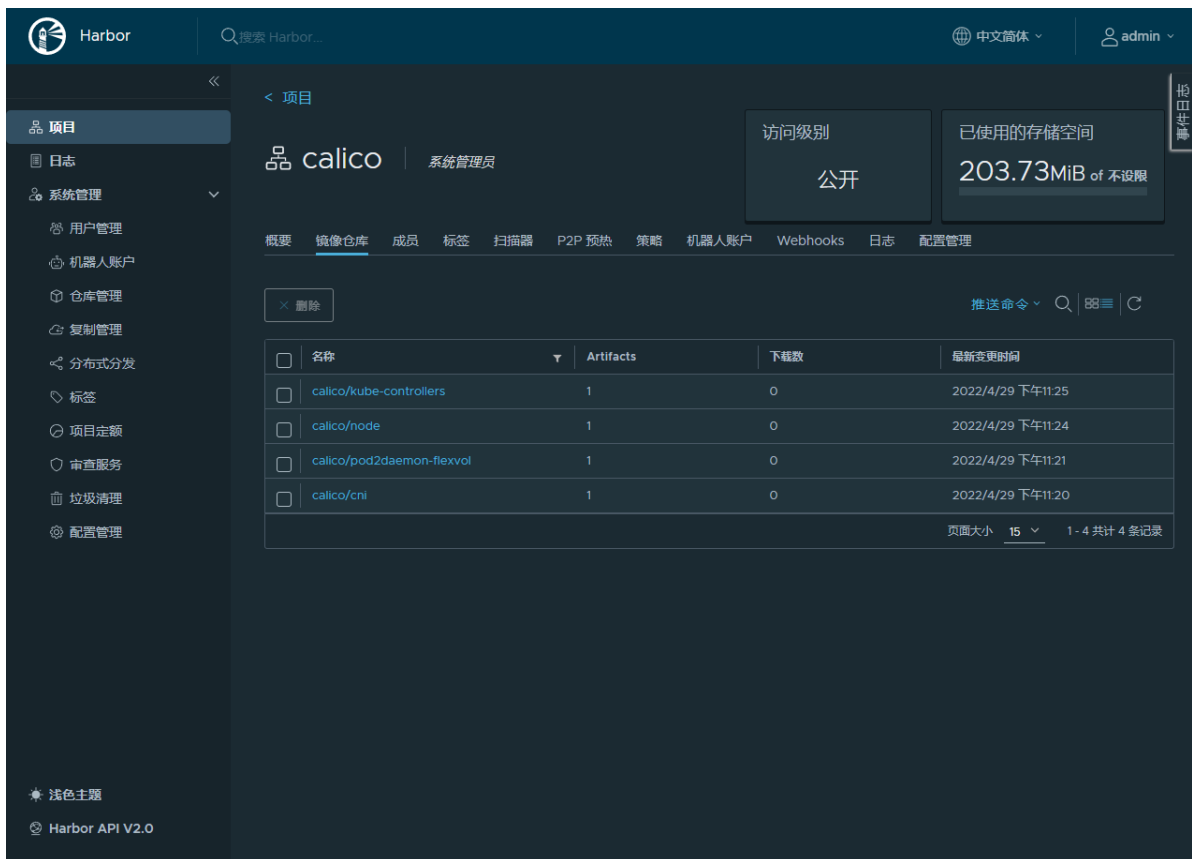 Harbor
搜索 Harbor...
中文简体
admin
事件日志
项目
日志
系统管理
用户管理
机器人账户
仓库管理
复制管理
分布式分发
标签
项目定额
审查服务
垃圾清理
配置管理
浅色主题
Harbor API V2.0
< 项目
calico 系统管理员
访问级别
公开
已使用的存储空间
203.73MiB of 不设限
概要 镜像仓库 成员 标签 扫描器 P2P 预热 策略 机器人账户 Webhooks 日志 配置管理
删除
推送命令
名称 Artifacts 下载数 最新变更时间
calico/kube-controllers 1 0 2022/4/29 下午11:25
calico/node 1 0 2022/4/29 下午11:24
calico/pod2daemon-flexvol 1 0 2022/4/29 下午11:21
calico/cni 1 0 2022/4/29 下午11:20
页面大小 15 1 - 4 共计 4 条记录